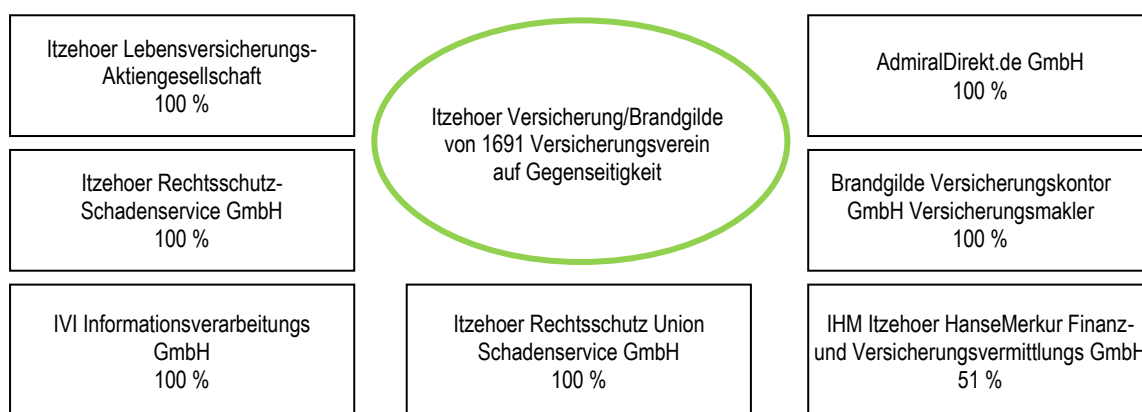 Itzehoer Lebensversicherungs-
Aktiengesellschaft
100 %
Itzehoer Versicherung/Brandgilde
von 1691 Versicherungsverein
auf Gegenseitigkeit
AdmiralDirekt.de GmbH
100 %
Itzehoer Rechtsschutz-
Schadenservice GmbH
100 %
Brandgilde Versicherungskontor
GmbH Versicherungsmakler
100 %
IVI Informationsverarbeitungs
GmbH
100 %
Itzehoer Rechtsschutz Union
Schadenservice GmbH
100 %
IHM Itzehoer HanseMerkur Finanz-
und Versicherungsvermittlungs GmbH
51 %